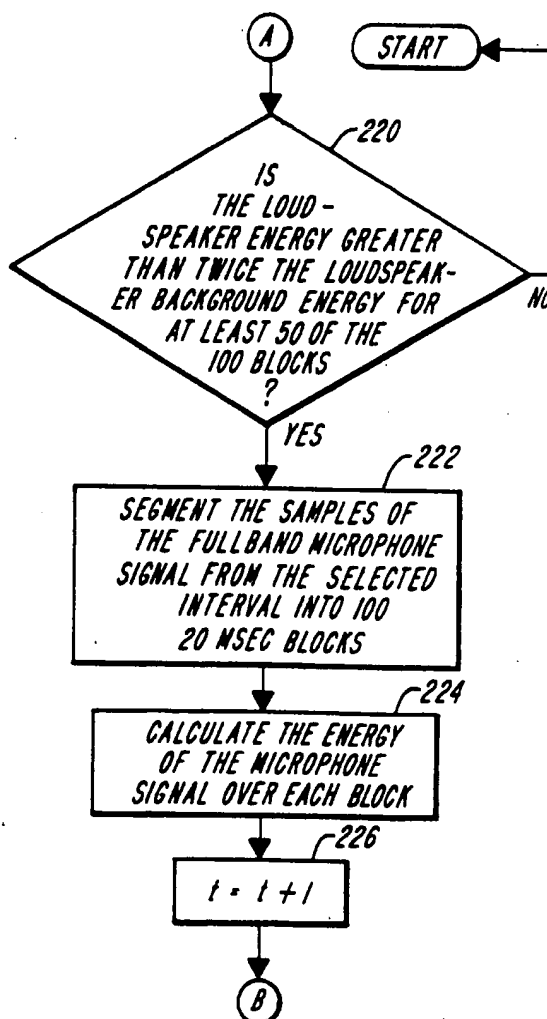 A
START
220
IS
THE LOUD-
SPEAKER ENERGY GREATER
THAN TWICE THE LOUDSPEAK-
ER BACKGROUND ENERGY FOR
AT LEAST 50 OF THE
100 BLOCKS
?
NO
YES
222
SEGMENT THE SAMPLES OF
THE FULLBAND MICROPHONE
SIGNAL FROM THE SELECTED
INTERVAL INTO 100
20 MSEC BLOCKS
224
CALCULATE THE ENERGY
OF THE MICROPHONE
SIGNAL OVER EACH BLOCK
226
t = t + 1
B